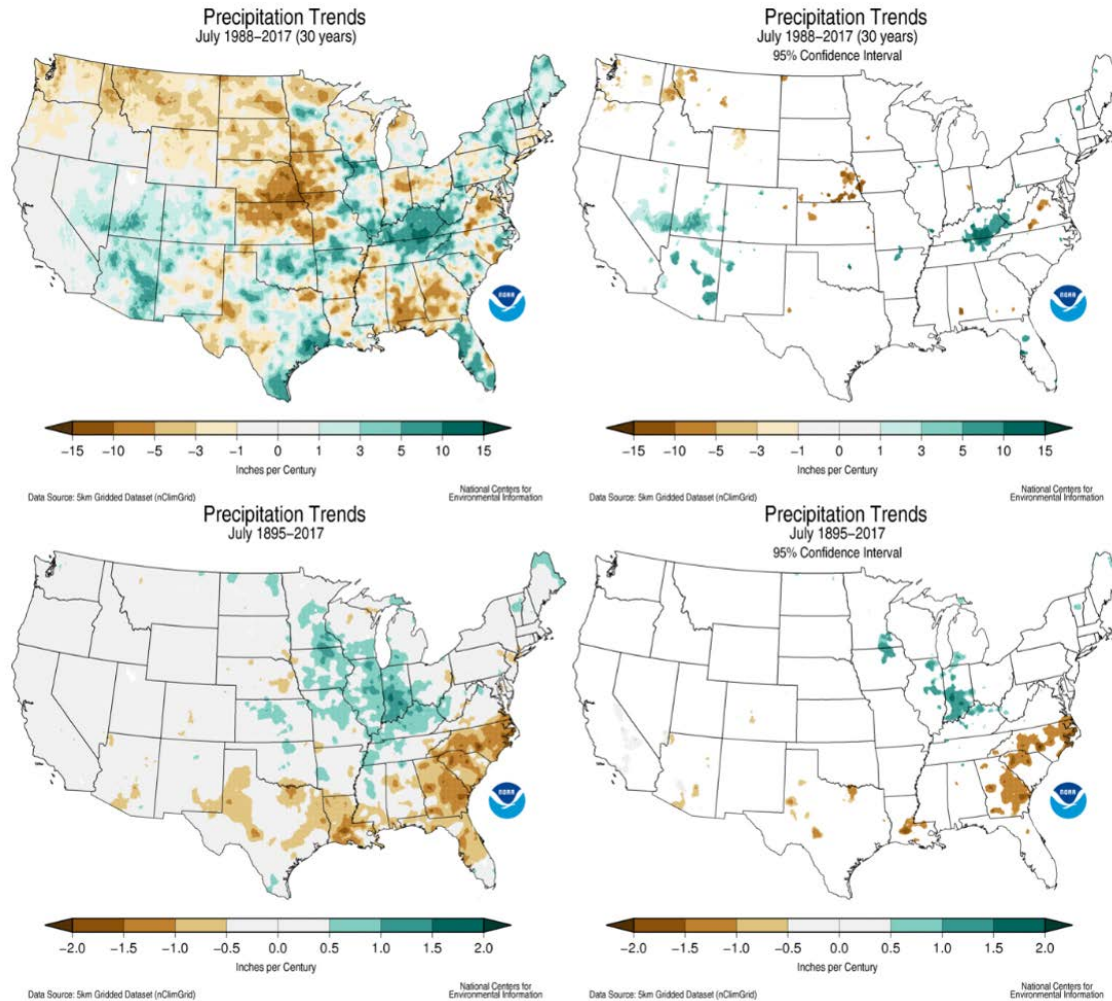 Precipitation Trends
July 1988–2017 (30 years)
NOAA
−15 −10 −5 −3 −1 0 1 3 5 10 15
Inches per Century
Data Source: 5km Gridded Dataset (nClimGrid)
National Centers for
Environmental Information
Precipitation Trends
July 1988–2017 (30 years)
95% Confidence Interval
NOAA
−15 −10 −5 −3 −1 0 1 3 5 10 15
Inches per Century
Data Source: 5km Gridded Dataset (nClimGrid)
National Centers for
Environmental Information
Precipitation Trends
July 1895–2017
NOAA
−2.0 −1.5 −1.0 −0.5 0.0 0.5 1.0 1.5 2.0
Inches per Century
Data Source: 5km Gridded Dataset (nClimGrid)
National Centers for
Environmental Information
Precipitation Trends
July 1895–2017
95% Confidence Interval
NOAA
−2.0 −1.5 −1.0 −0.5 0.0 0.5 1.0 1.5 2.0
Inches per Century
Data Source: 5km Gridded Dataset (nClimGrid)
National Centers for
Environmental Information